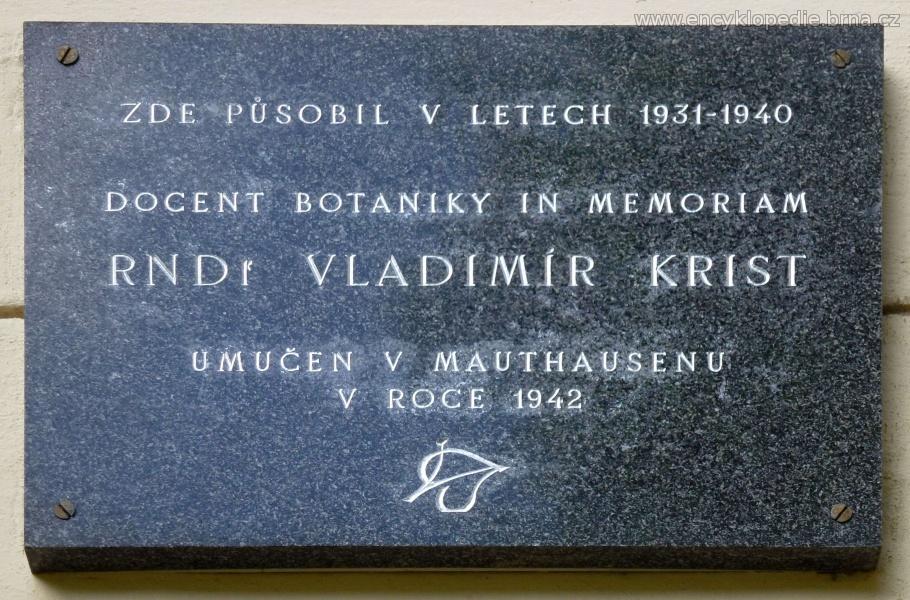 www.encyklopedie.brna.cz
ZDE PŮSOBIL V LETECH 1931-1940
DOCENT BOTANIKY IN MEMORIAM
RNDr VLADIMÍR KRIST
UMUČEN V MAUTHAUSENU
V ROCE 1942